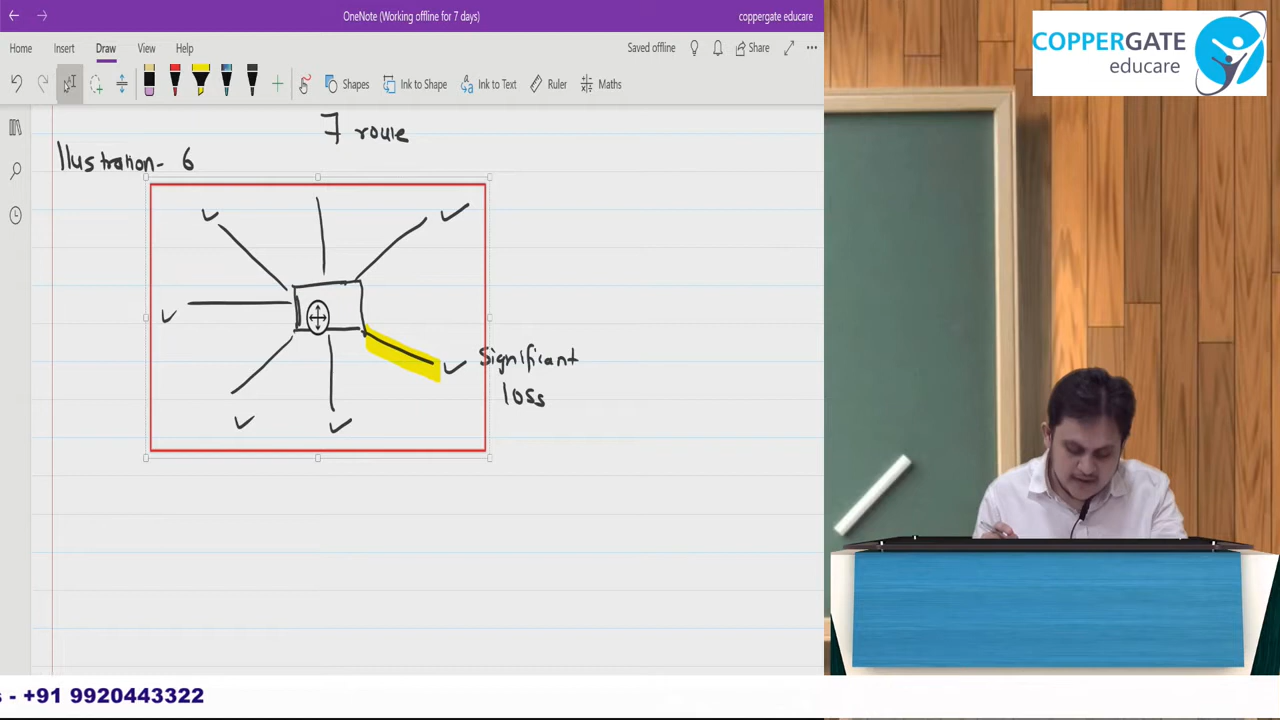 OneNote (Working offline for 7 days)
coppergate educare
Home Insert Draw View Help
Saved offline Share
Shapes Ink to Shape Ink to Text Ruler Maths
7 route
Illustration- 6
Significant
loss
COPPERGATE
educare
s - +91 9920443322